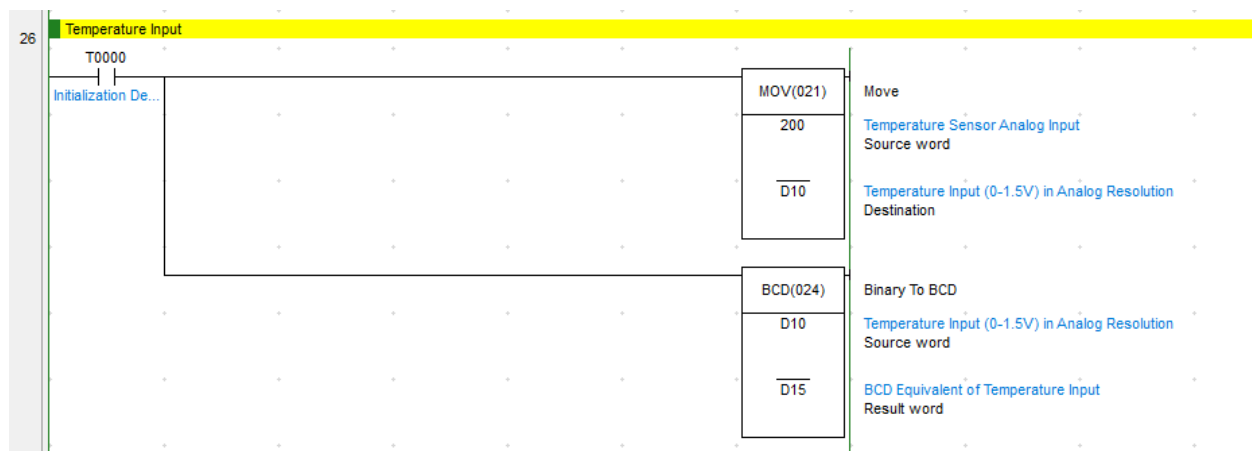 26
Temperature Input
T0000
Initialization De...
MOV(021)
Move
200
Temperature Sensor Analog Input
Source word
D10
Temperature Input (0-1.5V) in Analog Resolution
Destination
BCD(024)
Binary To BCD
D10
Temperature Input (0-1.5V) in Analog Resolution
Source word
D15
BCD Equivalent of Temperature Input
Result word